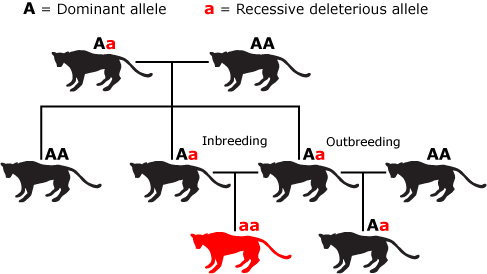 A = Dominant allele
a = Recessive deleterious allele
Aa
AA
Inbreeding
Outbreeding
AA
Aa
Aa
AA
aa
Aa